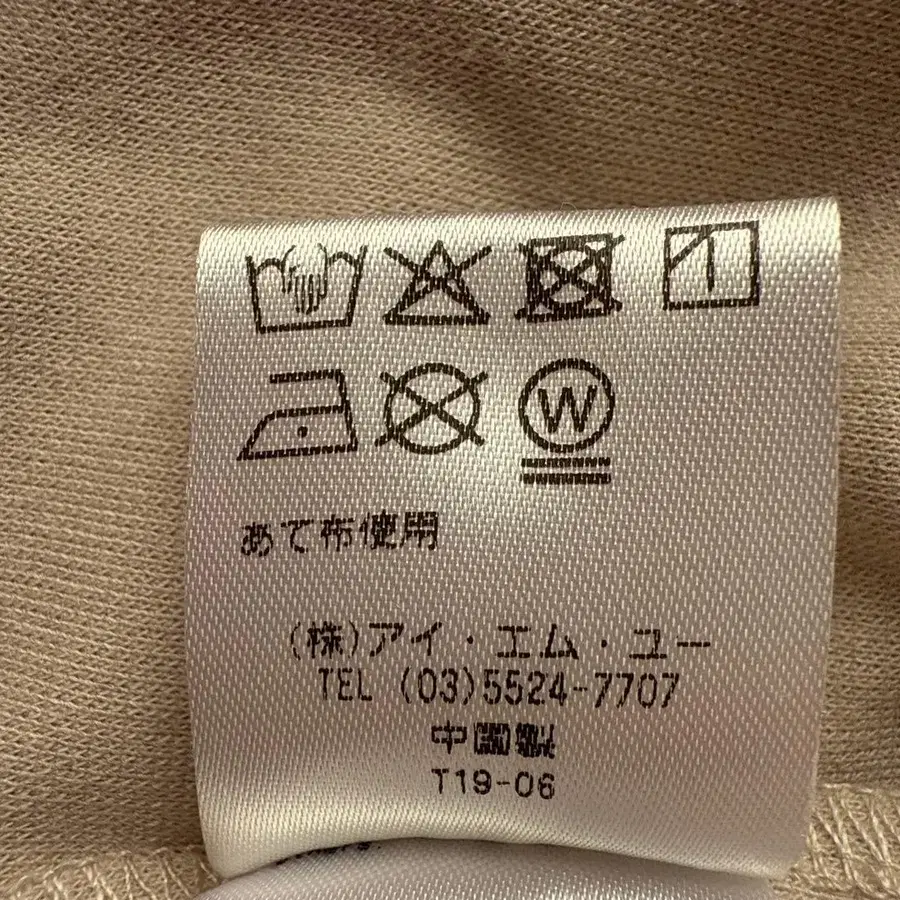 W
あて布使用
(株)アイ・エム・ユー
TEL (03)5524-7707
中国製
T19-06